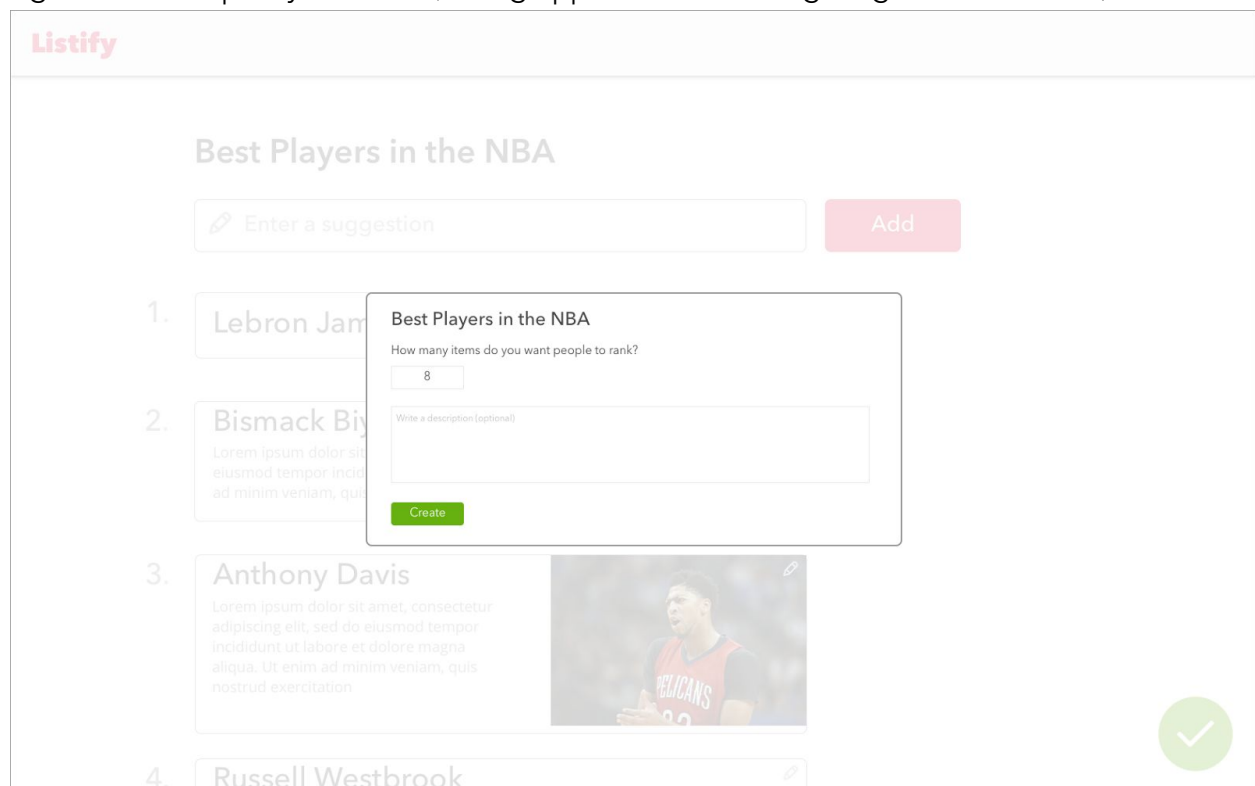 Listify
Best Players in the NBA
Enter a suggestion
Add
1.
Lebron Jam
Best Players in the NBA
How many items do you want people to rank?
8
Write a description (optional)
Create
2.
Bismack Biy
Lorem ipsum dolor sit
eiusmod tempor incid
ad minim veniam, qui
3.
Anthony Davis
Lorem ipsum dolor sit amet, consectetur
adipiscing elit, sed do eiusmod tempor
incididunt ut labore et dolore magna
aliqua. Ut enim ad minim veniam, quis
nostrud exercitation
PELICANS
4.
Russell Westbrook